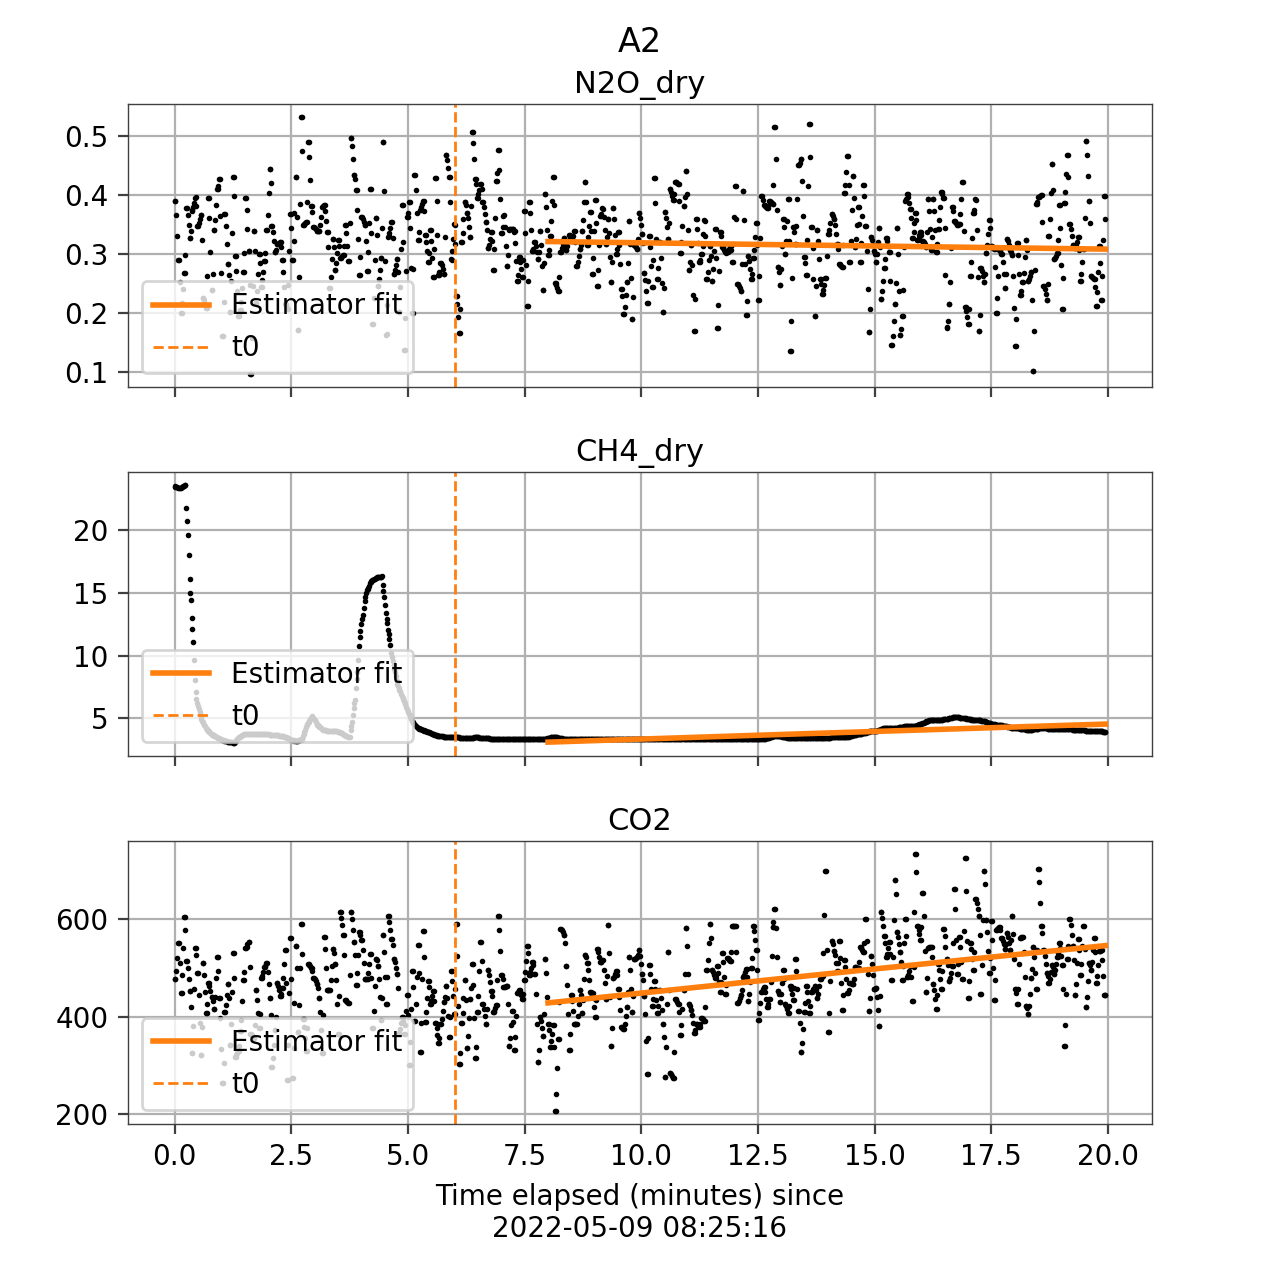 A2
N2O_dry
0.5
0.4
0.3
0.2
0.1
Estimator fit
t0
CH4_dry
20
15
10
5
Estimator fit
t0
CO2
600
400
200
Estimator fit
t0
0.0 2.5 5.0 7.5 10.0 12.5 15.0 17.5 20.0
Time elapsed (minutes) since
2022-05-09 08:25:16